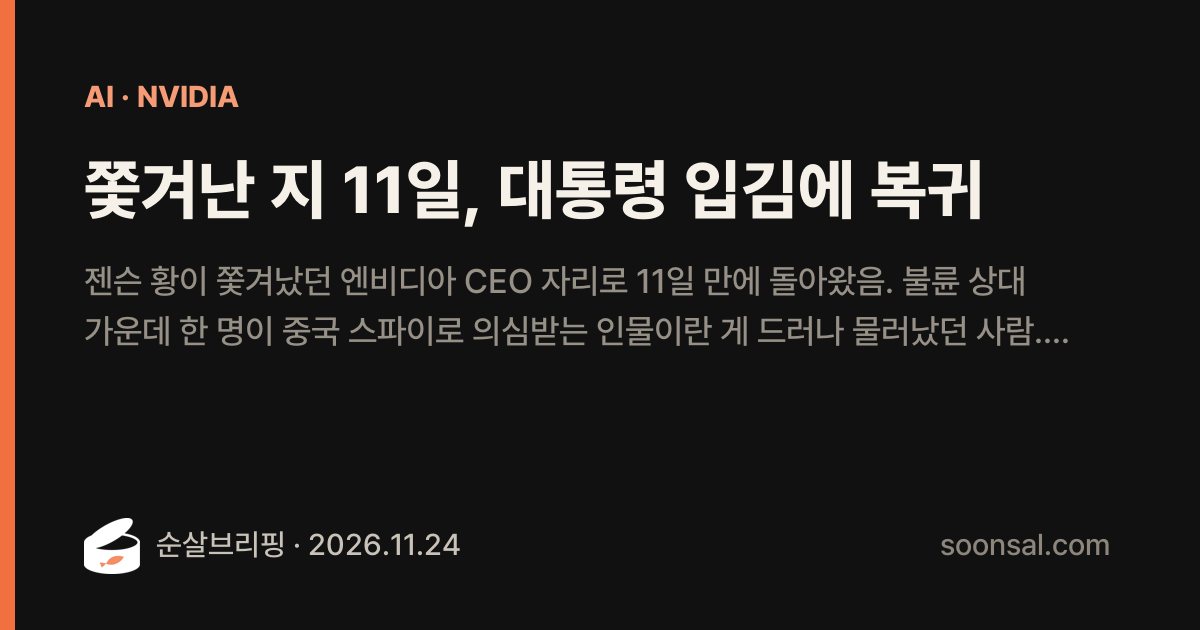 AI · NVIDIA
쫓겨난 지 11일, 대통령 입김에 복귀
젠슨 황이 쫓겨났던 엔비디아 CEO 자리로 11일 만에 돌아왔음. 불륜 상대
가운데 한 명이 중국 스파이로 의심받는 인물이란 게 드러나 물러났던 사람....
순살브리핑 · 2026.11.24
soonsal.com